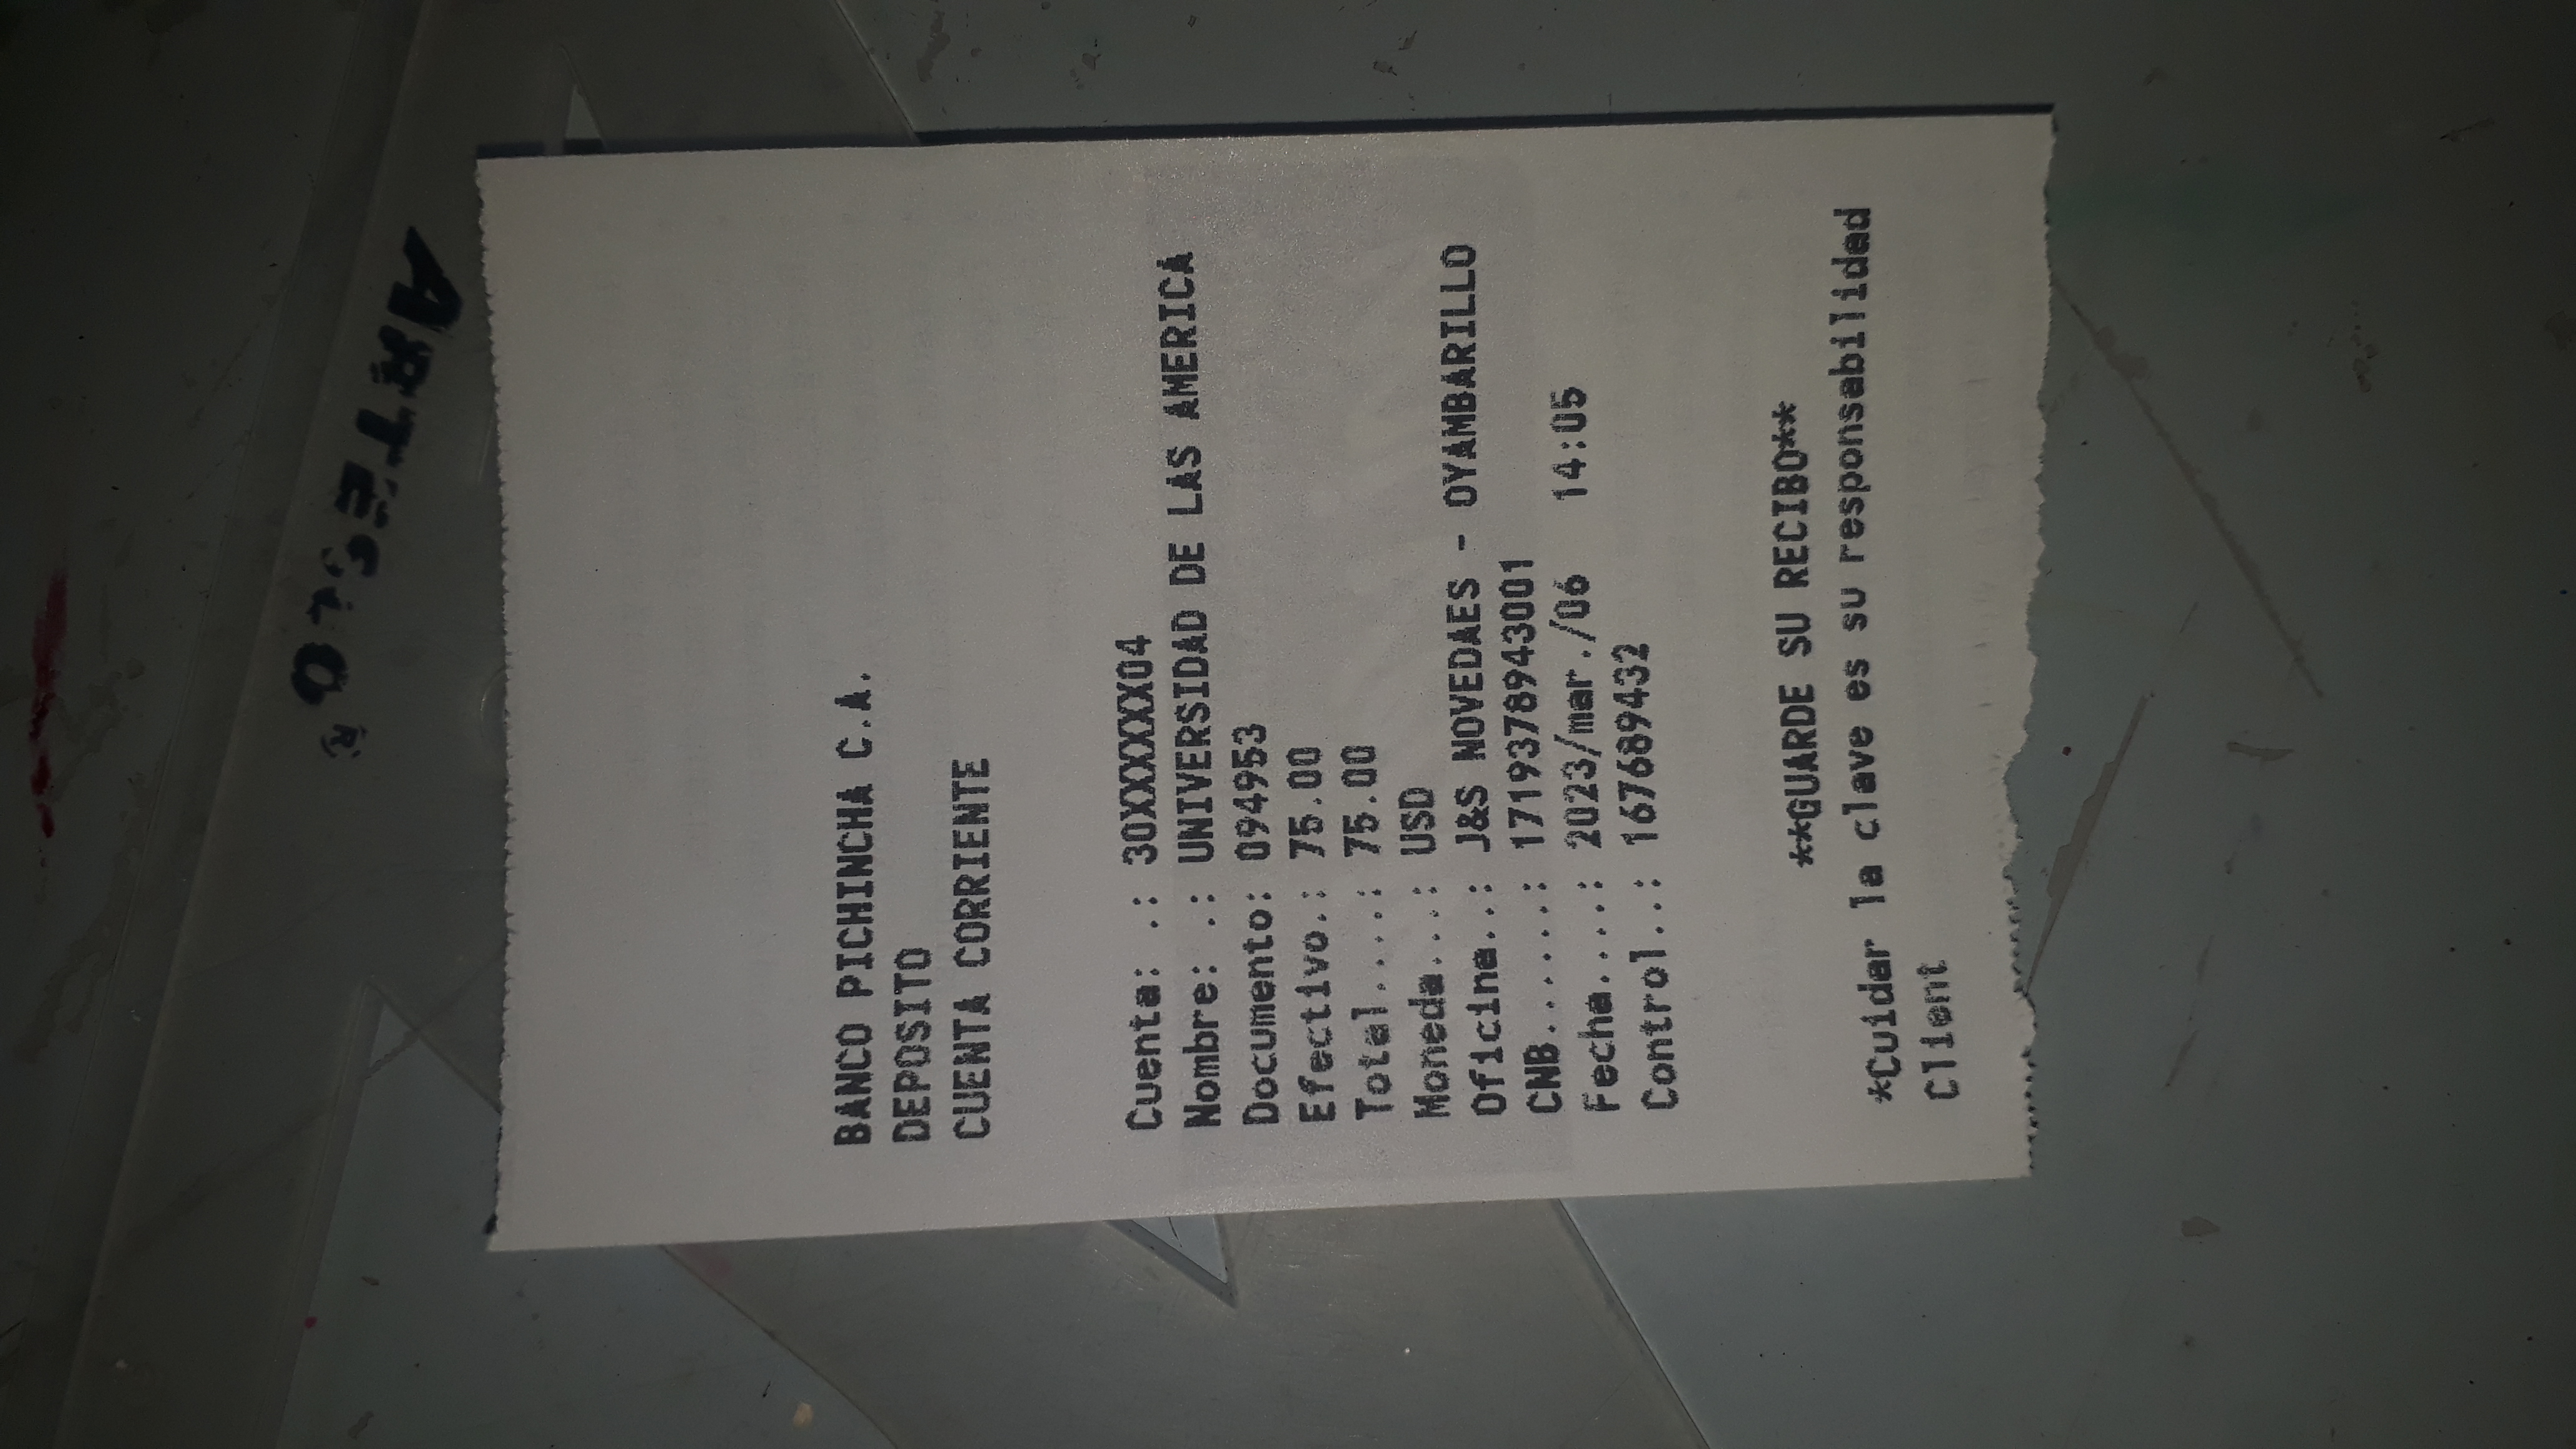 ARTESCO®
BANCO PICHINCHA C.A.
DEPOSITO
CUENTA CORRIENTE
Cuenta: .: 30XXXXXX04
Nombre: .: UNIVERSIDAD DE LAS AMERICA
Documento: 094953
Efectivo.: 75.00
Total.....: 75.00
Moneda...: USD
Oficina..: J&S NOVEDAES - OYAMBARILLO
CNB.......: 1719378943001
Fecha.....: 2023/mar./06 14:05
Control..: 167689432
**GUARDE SU RECIBO**
*Cuidar la clave es su responsabilidad
Client